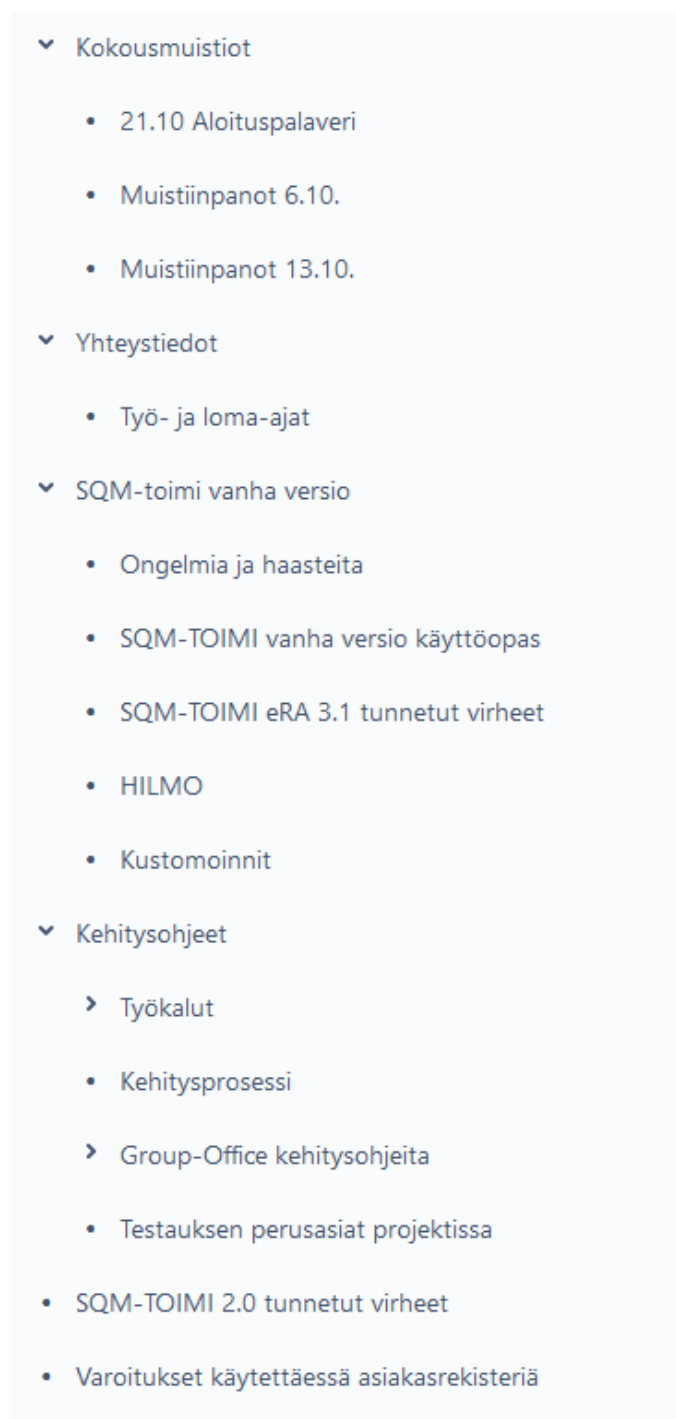 Kokousmuistiot
21.10 Aloituspalaveri
Muistiinpanot 6.10.
Muistiinpanot 13.10.
Yhteystiedot
Työ- ja loma-ajat
SQM-toimi vanha versio
Ongelmia ja haasteita
SQM-TOIMI vanha versio käyttöopas
SQM-TOIMI eRA 3.1 tunnetut virheet
HILMO
Kustomoinnit
Kehitysohjeet
Työkalut
Kehitysprosessi
Group-Office kehitysohjeita
Testauksen perusasiat projektissa
SQM-TOIMI 2.0 tunnetut virheet
Varoitukset käytettäessä asiakasrekisteriä